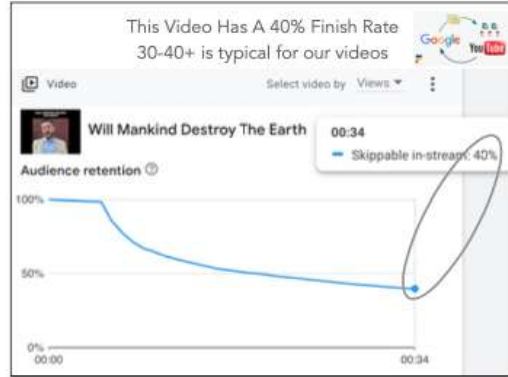 This Video Has A 40% Finish Rate
30-40+ is typical for our videos
Google
YouTube
Video
Select video by Views
Will Mankind Destroy The Earth
00:34
Skippable in-stream: 40%
Audience retention
100%
50%
0%
00:00 00:34